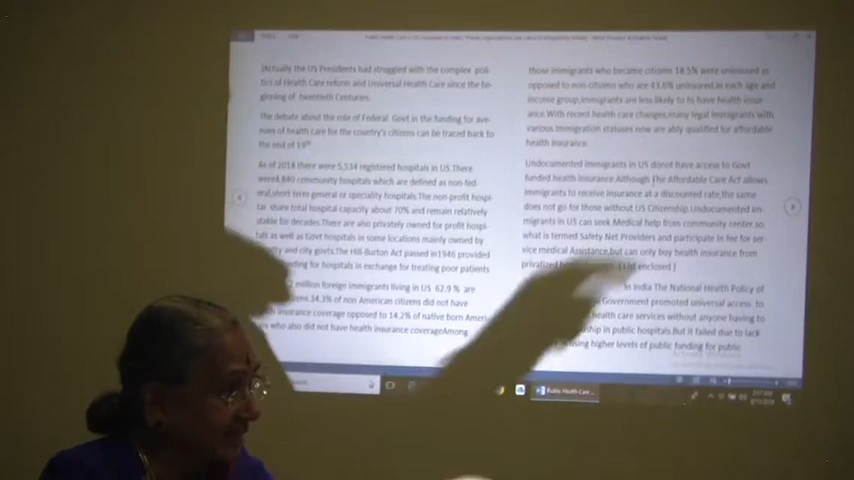 (Actually the US Presidents had struggled with the complex poli-
tics of Health Care reform and Universal Health Care since the be-
ginning of twentieth Centuries.
The debate about the role of Federal Govt in the funding for ave-
nues of health care for the country's citizens can be traced back to
the end of 19th
As of 2018 there were 5,534 registered hospitals in US.There
were4,840 community hospitals which are defined as non-fed
eral,short term general or speciality hospitals.The non-profit hospi-
tal share total hospital capacity about 70% and remain relatively
stable for decades.There are also privately owned for profit hospi-
tals as well as Govt hospitals in some locations mainly owned by
and city govts.The Hill-Burton Act passed in1946 provided
for hospitals in exchange for treating poor patients
million foreign immigrants living in US 62.9 % are
34.3% of non American citizens did not have
insurance coverage opposed to 14.2% of native born Ameri-
who also did not have health insurance coverageAmong
those immigrants who became citizens 18.5% were uninsured as
opposed to non-citizens who are 43.6% uninsured.in each age and
income group,immigrants are less likely to to have health insur
ance.With recent health care changes,many legal immigrants with
various immigration statuses now are ably qualified for affordable
health insurance.
Undocumented immigrants in US donot have access to Govt
funded health insurance.Although The Affordable Care Act allows
immigrants to receive insurance at a discounted rate,the same
does not go for those without US Citizenship.Undocumented im-
migrants in US can seek Medical help from community center so
what is termed Safety Net Providers and participate in fee for ser-
vice medical Assistance,but can only buy health insurance from
privatized List enclosed )
In India The National Health Policy of
Government promoted universal access to
health care services without anyone having to
in public hospitals.But it failed due to lack
using higher levels of public funding for public
Public Health Care ...